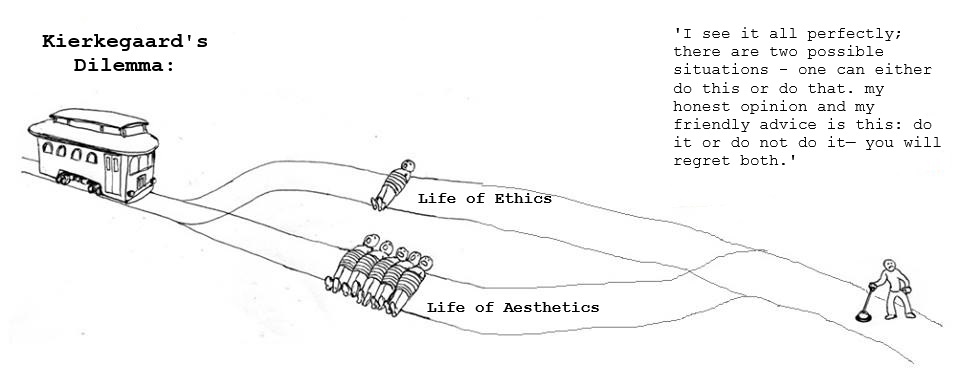 Kierkegaard's
Dilemma:
'I see it all perfectly;
there are two possible
situations - one can either
do this or do that. my
honest opinion and my
friendly advice is this: do
it or do not do it— you will
regret both.'
Life of Ethics
Life of Aesthetics